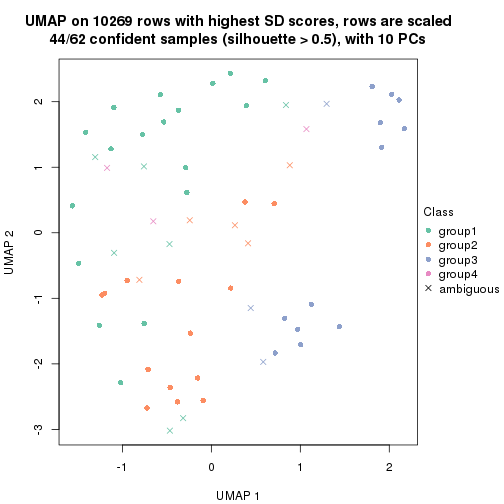 UMAP on 10269 rows with highest SD scores, rows are scaled
44/62 confident samples (silhouette > 0.5), with 10 PCs
2
1
0
-1
-2
-3
UMAP 2
-1
0
1
2
UMAP 1
Class
group1
group2
group3
group4
ambiguous